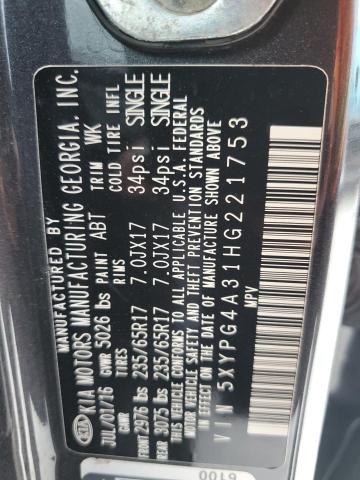 MANUFACTURED BY
KIA KIA MOTORS MANUFACTURING GEORGIA, INC.
JUL/01/16 PAINT ABT TRIM WK
GVWR 5026 lbs
GAWR TIRES RIMS COLD TIRE INFL
FRONT 2976 lbs 235/65R17 7.0JX17 34psi SINGLE
REAR 3075 lbs 235/65R17 7.0JX17 34psi SINGLE
THIS VEHICLE CONFORMS TO ALL APPLICABLE U.S.A. FEDERAL
MOTOR VEHICLE SAFETY AND THEFT PREVENTION STANDARDS
IN EFFECT ON THE DATE OF MANUFACTURE SHOWN ABOVE
VIN 5XYPG4A31HG221753
MPV
6100